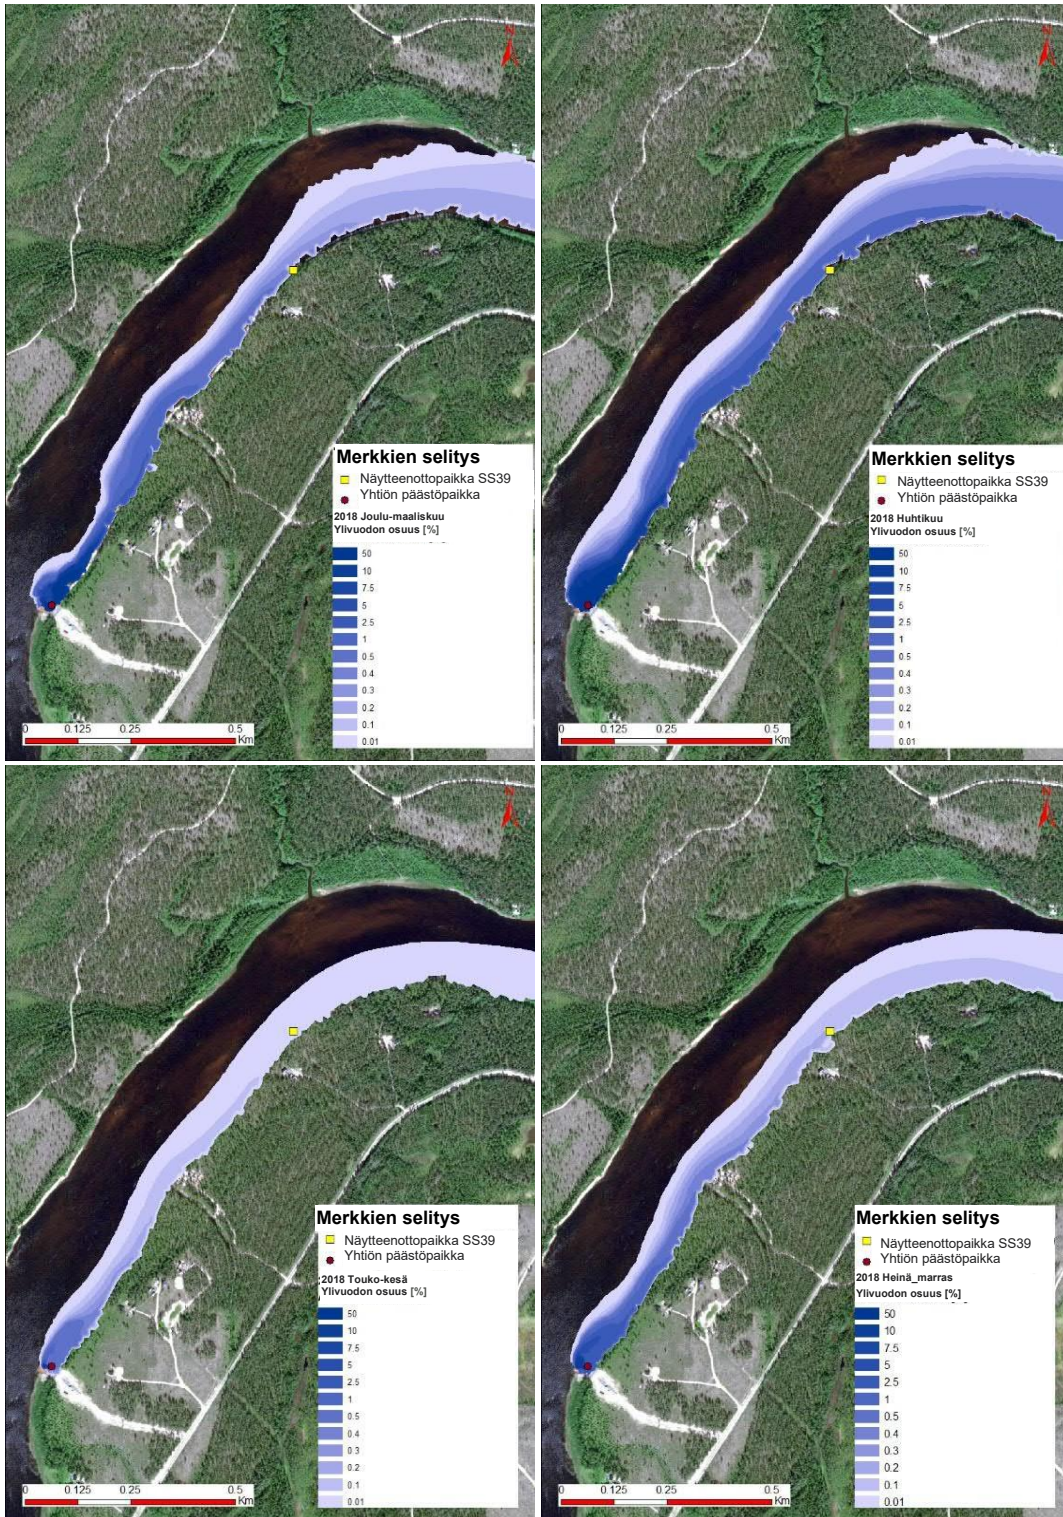 N
N
Merkkien selitys
Näytteenottopaikka SS39
Yhtiön päästöpaikka
2018 Joulu-maaliskuu
Ylivuodon osuus [%]
50
10
7.5
5
2.5
1
0.5
0.4
0.3
0.2
0.1
0.01
0 0.125 0.25 0.5
Km
Merkkien selitys
Näytteenottopaikka SS39
Yhtiön päästöpaikka
2018 Huhtikuu
Ylivuodon osuus [%]
50
10
7.5
5
2.5
1
0.5
0.4
0.3
0.2
0.1
0.01
0 0.125 0.25 0.5
Km
N
N
Merkkien selitys
Näytteenottopaikka SS39
Yhtiön päästöpaikka
2018 Touko-kesä
Ylivuodon osuus [%]
50
10
7.5
5
2.5
1
0.5
0.4
0.3
0.2
0.1
0.01
0 0.125 0.25 0.5
Km
Merkkien selitys
Näytteenottopaikka SS39
Yhtiön päästöpaikka
2018 Heinä_marras
Ylivuodon osuus [%]
50
10
7.5
5
2.5
1
0.5
0.4
0.3
0.2
0.1
0.01
0 0.125 0.25 0.5
Km